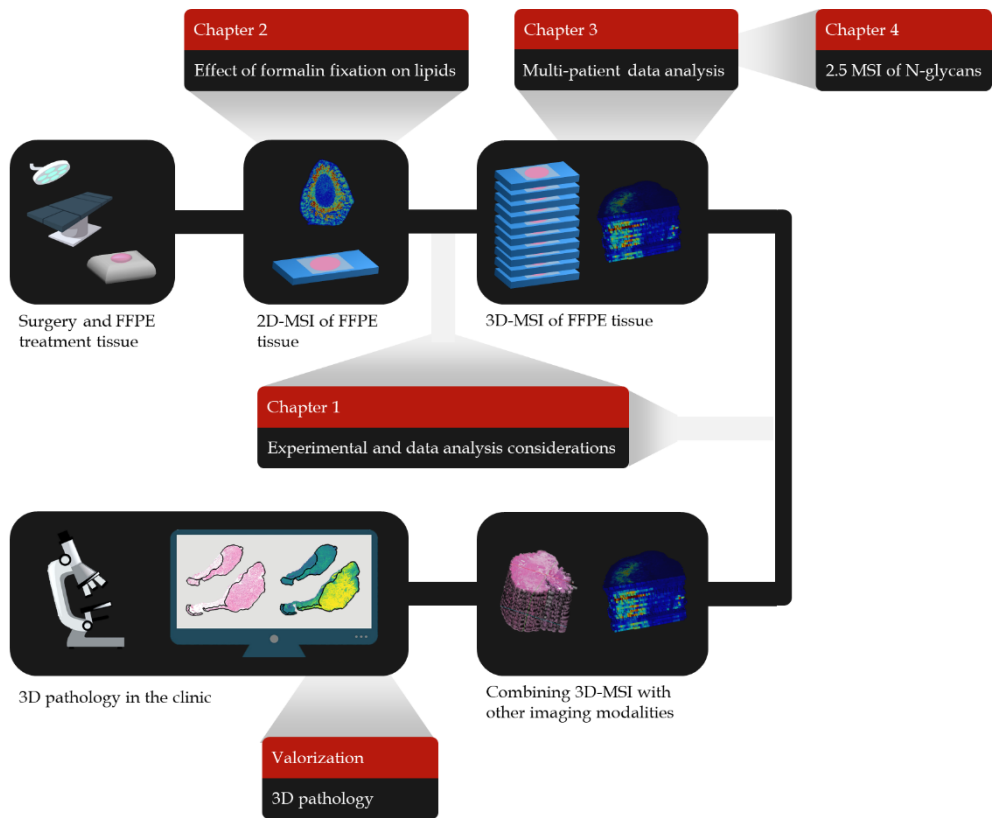 Chapter 2
Effect of formalin fixation on lipids
Chapter 3
Multi-patient data analysis
Chapter 4
2.5 MSI of N-glycans
Surgery and FFPE
treatment tissue
2D-MSI of FFPE
tissue
3D-MSI of FFPE tissue
Chapter 1
Experimental and data analysis considerations
3D pathology in the clinic
Combining 3D-MSI with
other imaging modalities
Valorization
3D pathology